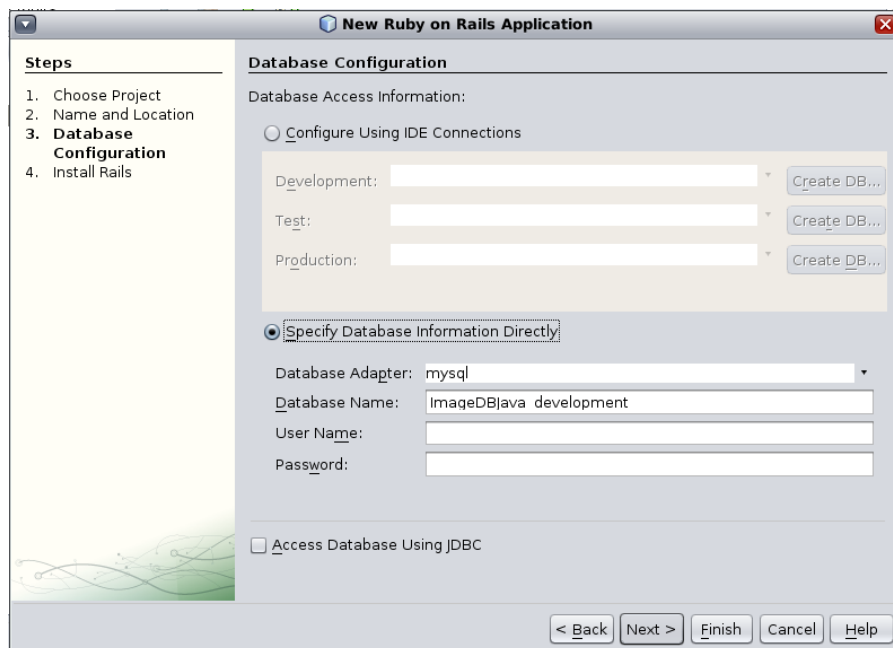 New Ruby on Rails Application
Steps
1. Choose Project
2. Name and Location
3. Database
Configuration
4. Install Rails
Database Configuration
Database Access Information:
Configure Using IDE Connections
Development: Create DB...
Test: Create DB...
Production: Create DB...
Specify Database Information Directly
Database Adapter: mysql
Database Name: ImageDBJava_development
User Name:
Password:
Access Database Using JDBC
< Back Next > Finish Cancel Help